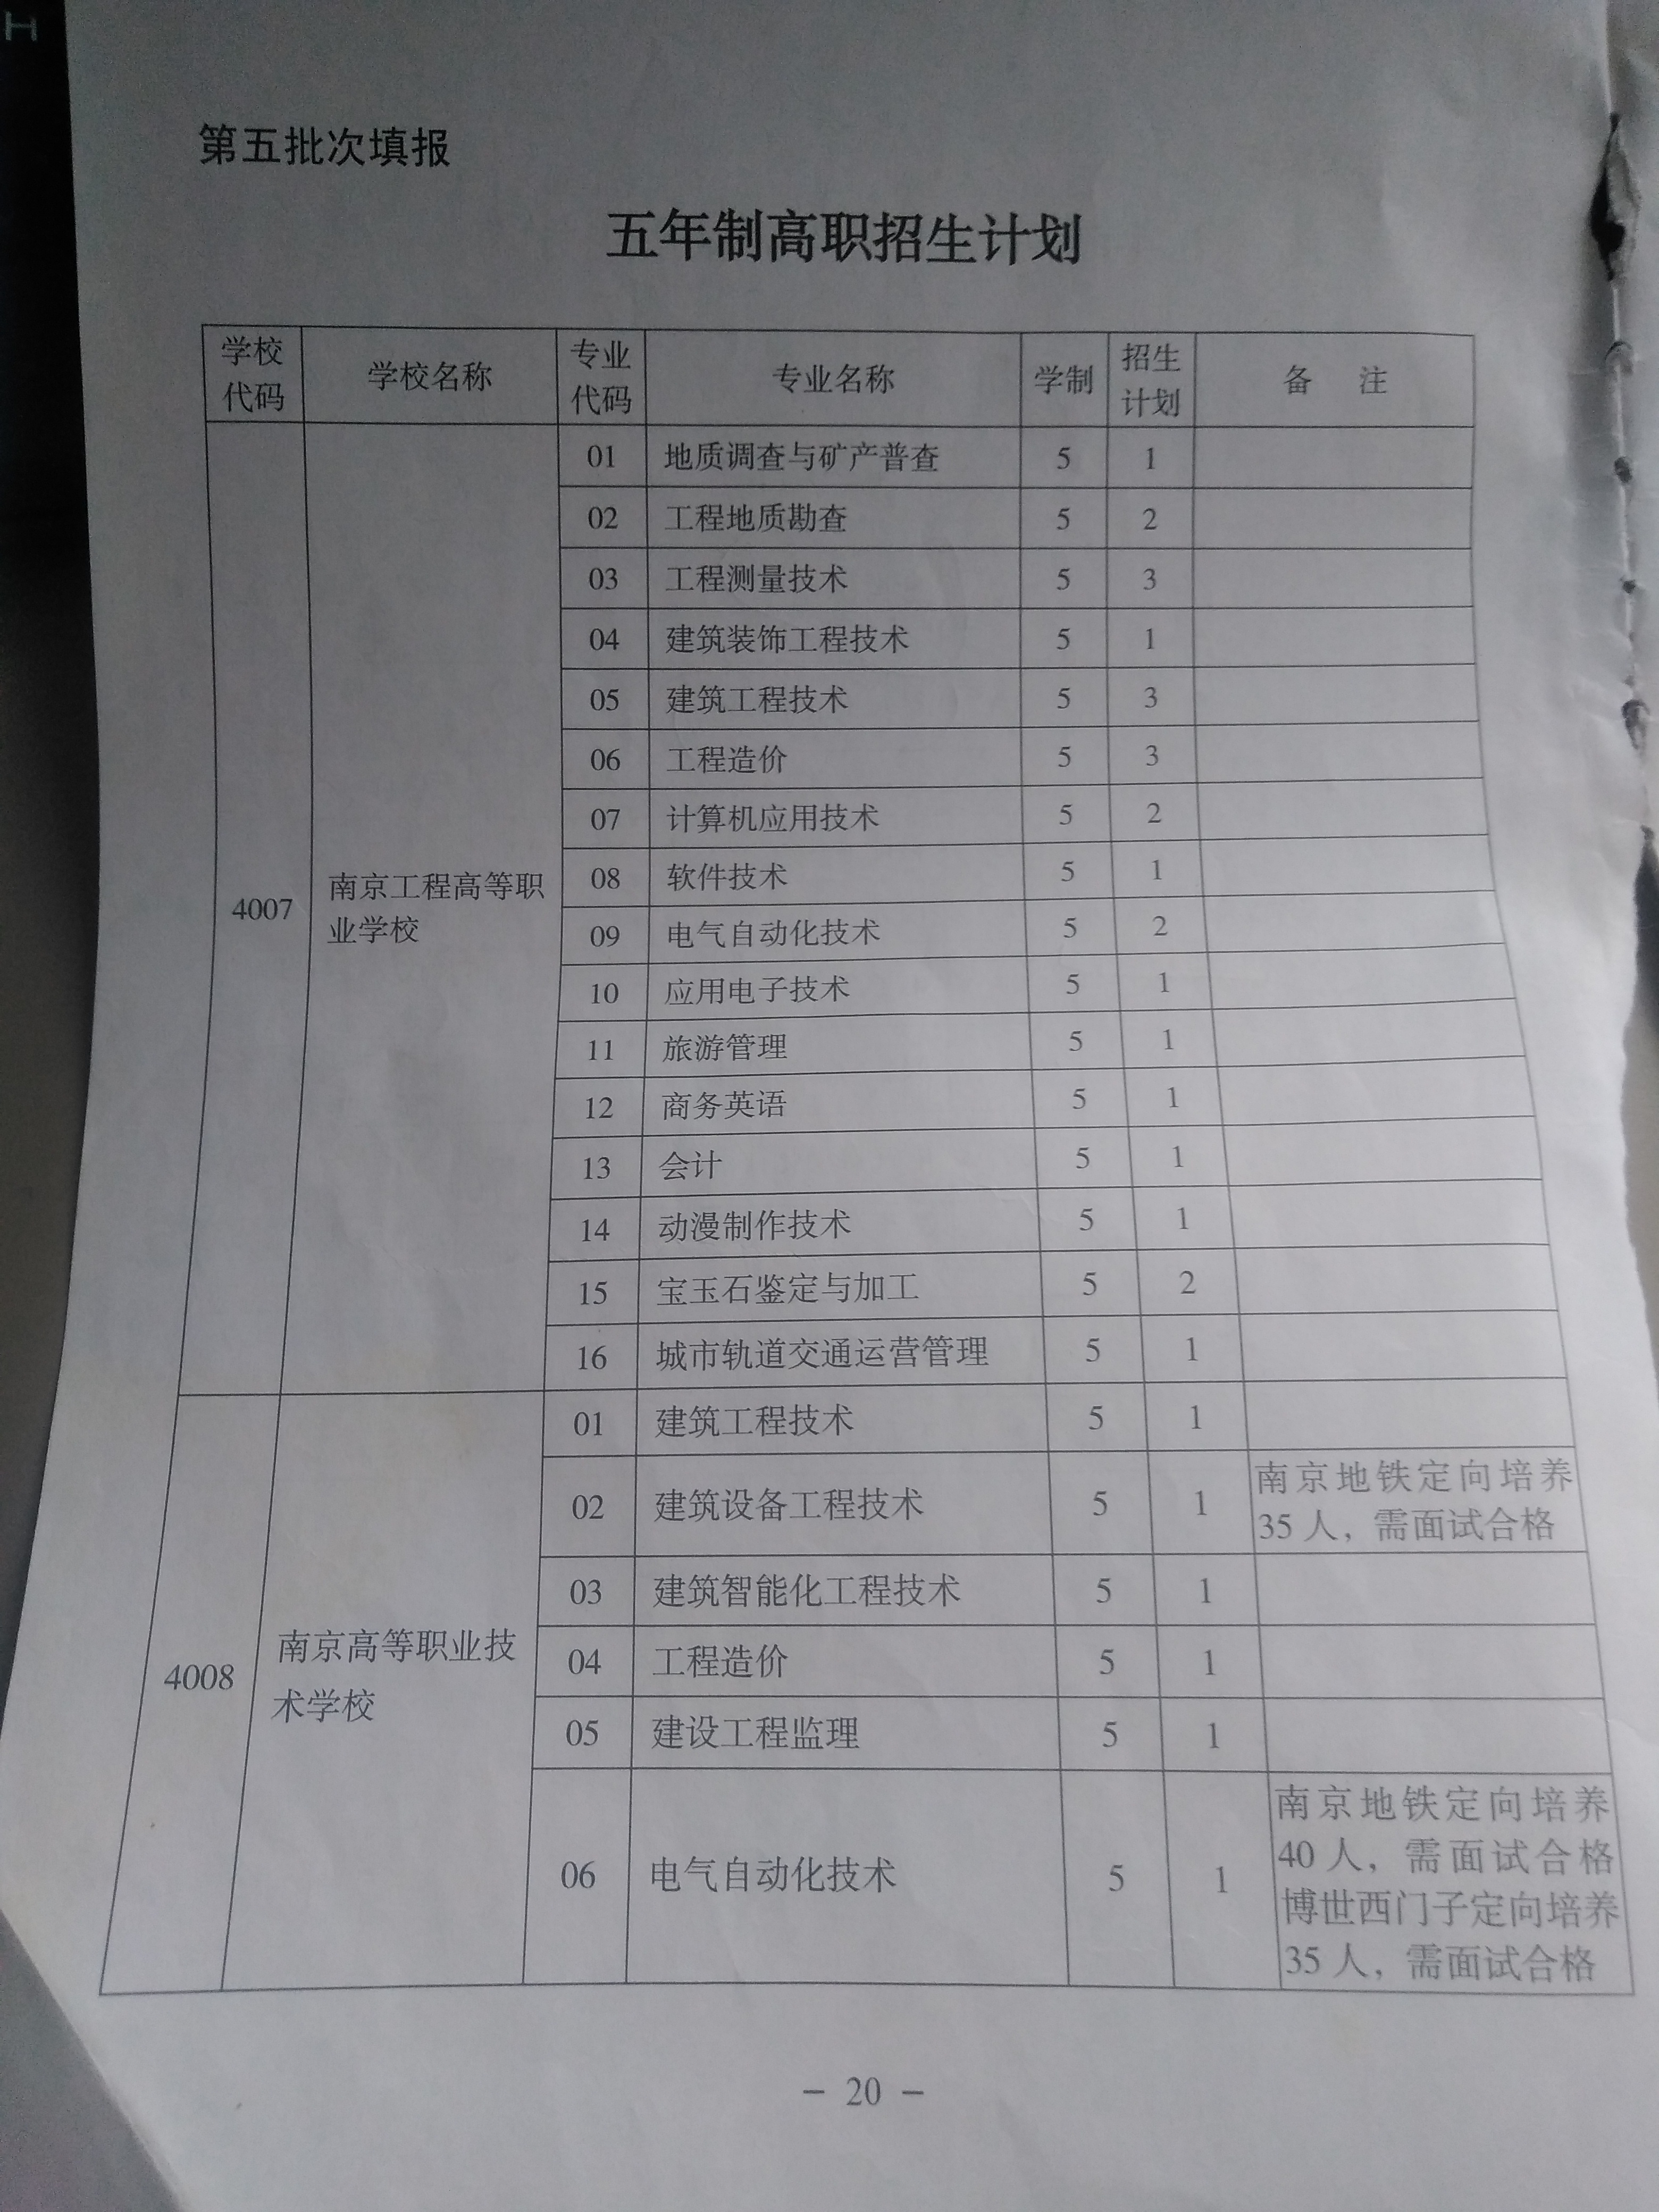 第五批次填报
五年制高职招生计划
学校代码 学校名称 专业代码 专业名称 学制 招生计划 备 注
4007 南京工程高等职业学校
01 地质调查与矿产普查 5 1
02 工程地质勘查 5 2
03 工程测量技术 5 3
04 建筑装饰工程技术 5 1
05 建筑工程技术 5 3
06 工程造价 5 3
07 计算机应用技术 5 2
08 软件技术 5 1
09 电气自动化技术 5 2
10 应用电子技术 5 1
11 旅游管理 5 1
12 商务英语 5 1
13 会计 5 1
14 动漫制作技术 5 1
15 宝玉石鉴定与加工 5 2
16 城市轨道交通运营管理 5 1
4008 南京高等职业技术学校
01 建筑工程技术 5 1
02 建筑设备工程技术 5 1 南京地铁定向培养
35人，需面试合格
03 建筑智能化工程技术 5 1
04 工程造价 5 1
05 建设工程监理 5 1
06 电气自动化技术 5 1 南京地铁定向培养
40人，需面试合格
博世西门子定向培养
35人，需面试合格
- 20 -
H